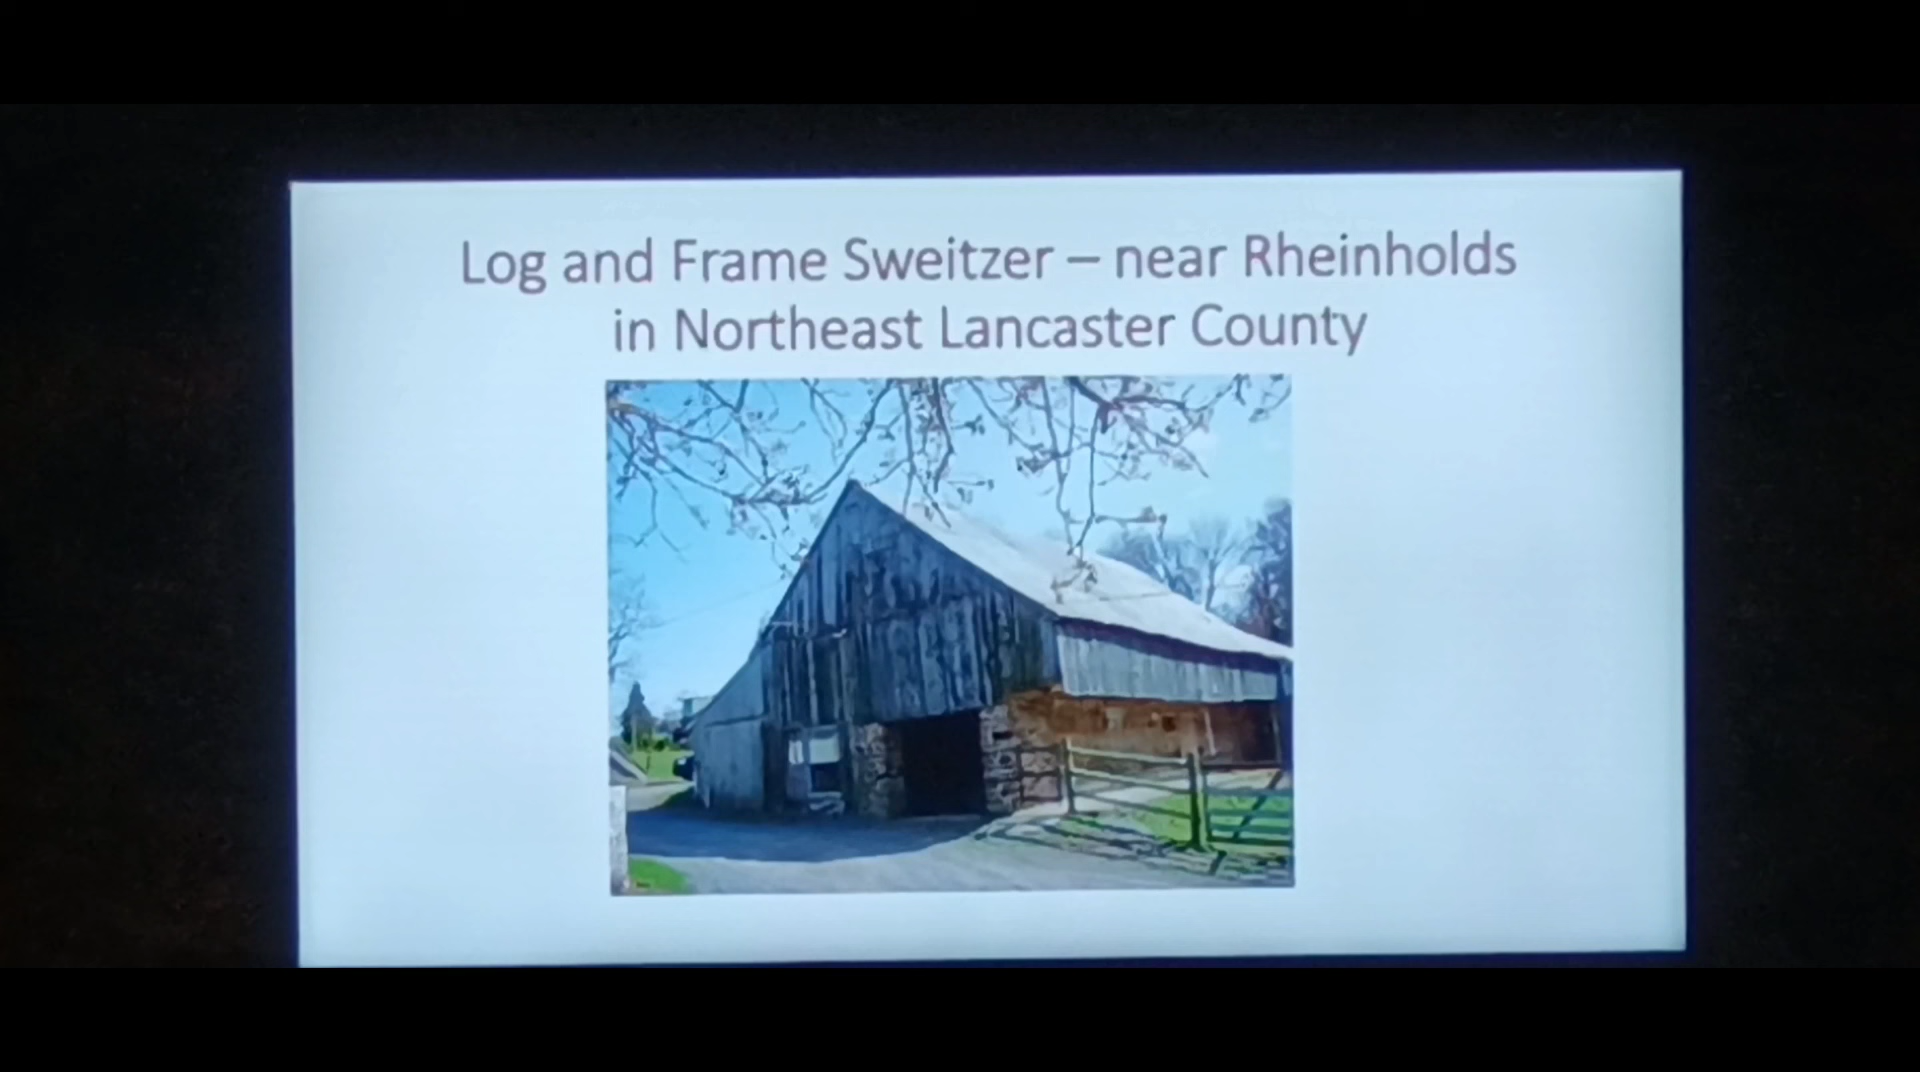 Log and Frame Sweitzer – near Rheinholds
in Northeast Lancaster County